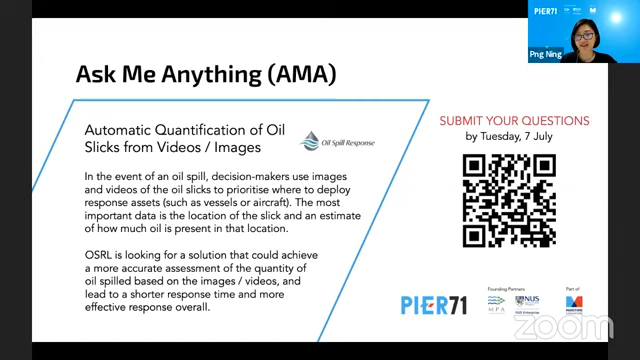 PIER71
Png Ning
Ask Me Anything (AMA)
Automatic Quantification of Oil
Slicks from Videos / Images
Oil Spill Response
In the event of an oil spill, decision-makers use images
and videos of the oil slicks to prioritise where to deploy
response assets (such as vessels or aircraft). The most
important data is the location of the slick and an estimate
of how much oil is present in that location.
OSRL is looking for a solution that could achieve
a more accurate assessment of the quantity of
oil spilled based on the images / videos, and
lead to a shorter response time and more
effective response overall.
SUBMIT YOUR QUESTIONS
by Tuesday, 7 July
PIER71
Founding Partners
MPA
NUS
Part of
zoom